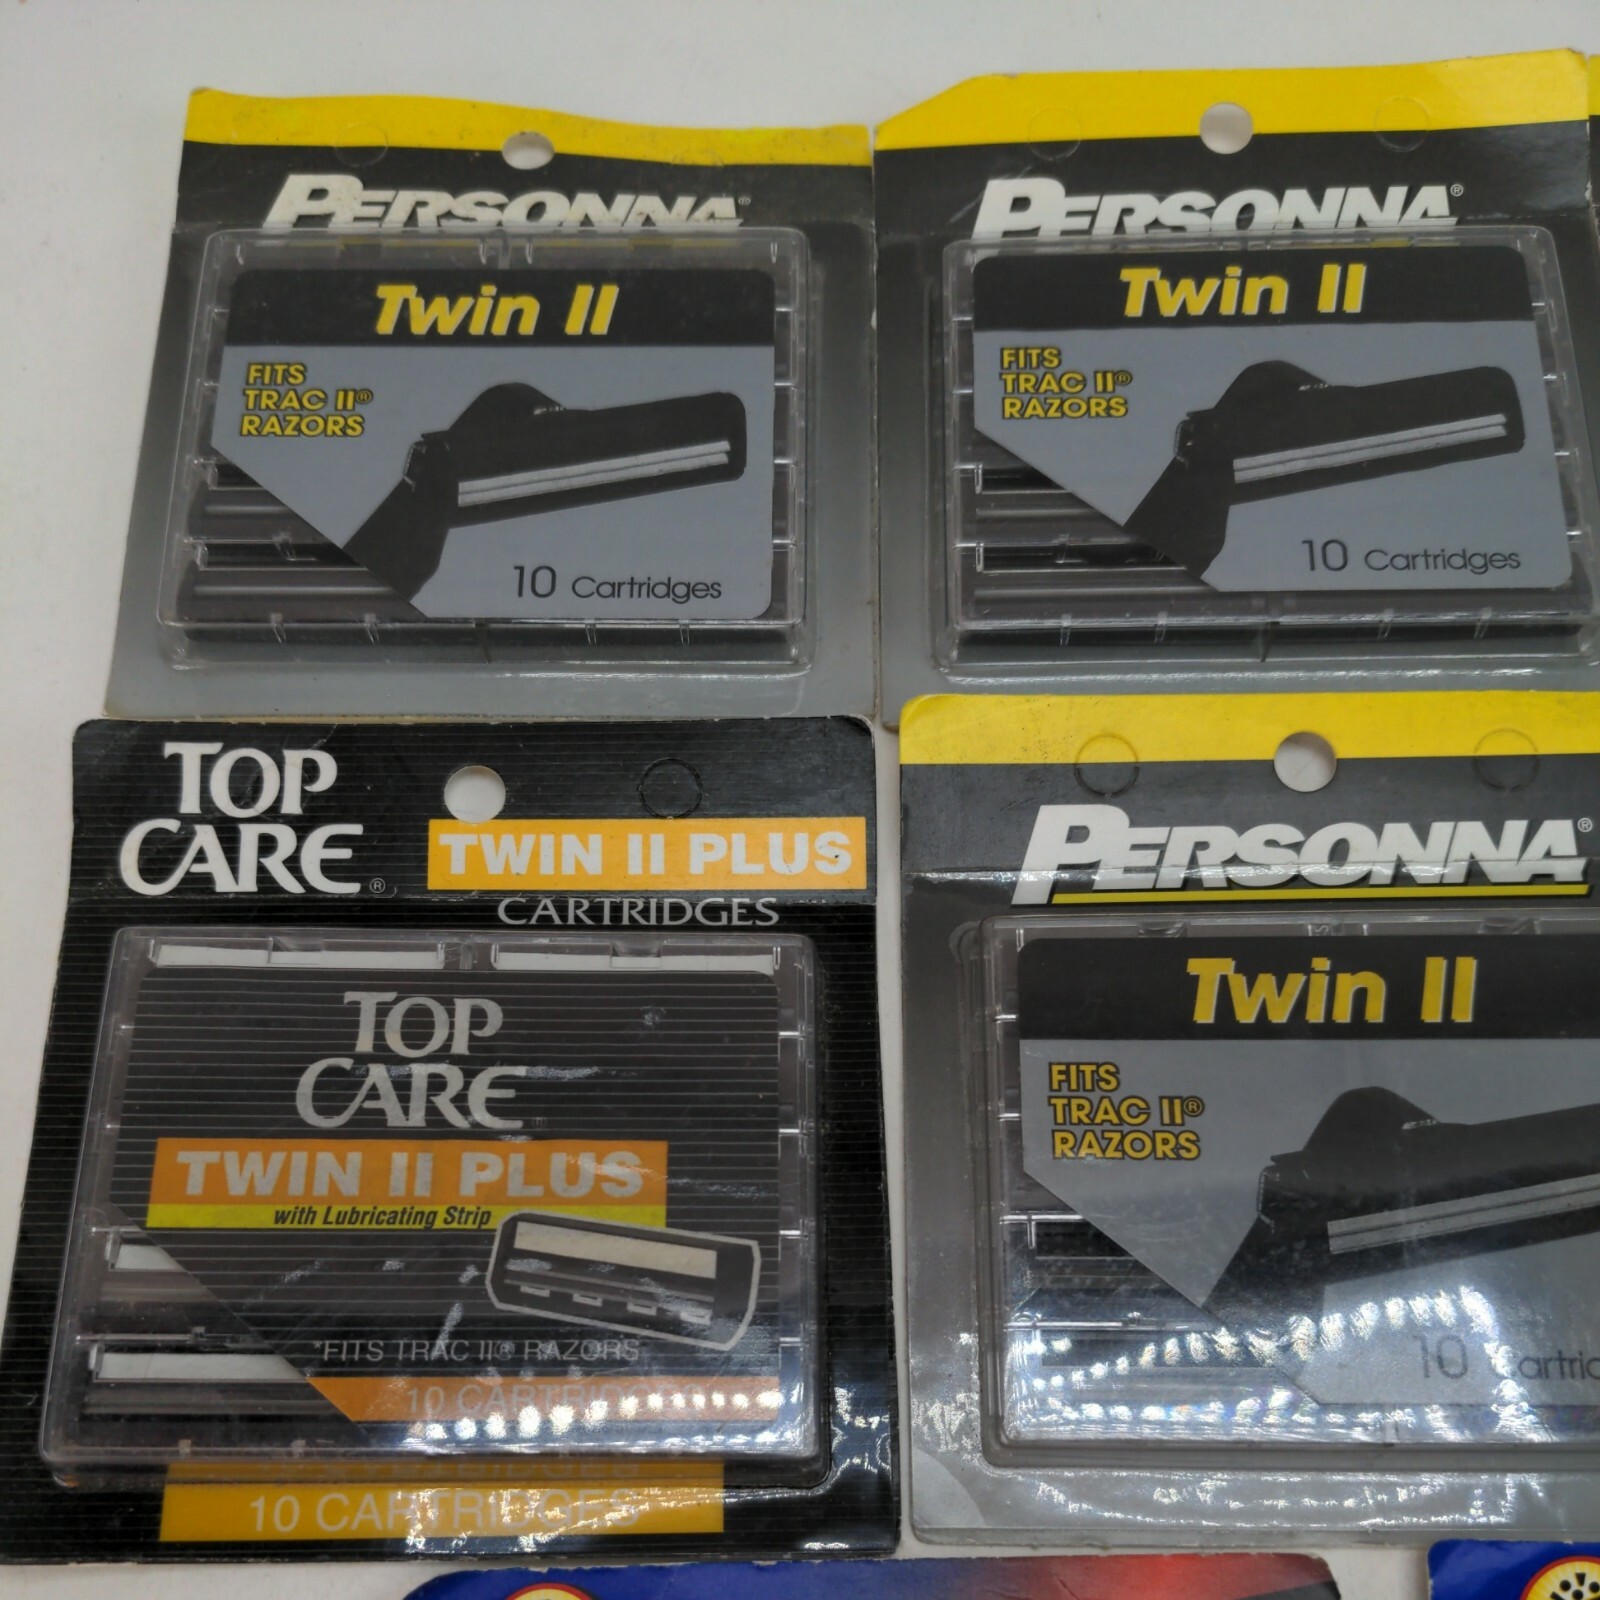 PERSONNA®
Twin II
FITS
TRAC II®
RAZORS
10 Cartridges
PERSONNA®
Twin II
FITS
TRAC II®
RAZORS
10 Cartridges
TOP
CARE®
TWIN II PLUS
CARTRIDGES
TOP
CARE
TWIN II PLUS
with Lubricating Strip
*FITS TRAC II® RAZORS
10 CARTRIDGES
10 CARTRIDGES
PERSONNA®
Twin II
FITS
TRAC II®
RAZORS
10